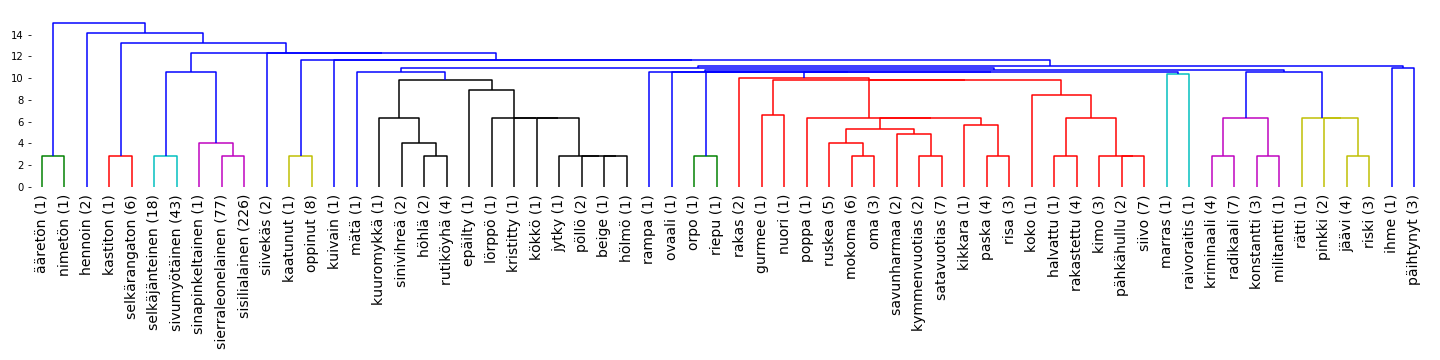 14
12
10
8
6
4
2
0
ääretön (1)
nimetön (1)
hennoin (2)
kastiton (1)
selkärangaton (6)
selkäjänteinen (18)
sivumyötäinen (43)
sinapinkeltainen (1)
sierraleonelainen (77)
sisilialainen (226)
siivekäs (2)
kaatunut (1)
oppinut (8)
kuivain (1)
mätä (1)
kuuromykkä (1)
sinivihreä (2)
höhlä (2)
rutiköyhä (4)
epäilty (1)
lörppö (1)
kristitty (1)
kökkö (1)
jytky (1)
pöllö (2)
beige (1)
hölmö (1)
rampa (1)
ovaali (1)
orpo (1)
riepu (1)
rakas (2)
gurmee (1)
nuori (1)
poppa (1)
ruskea (5)
mokoma (6)
oma (3)
savunharmaa (2)
kymmenvuotias (2)
satavuotias (7)
kikkara (1)
paska (4)
risa (3)
koko (1)
halvattu (1)
rakastettu (4)
kimo (3)
pähkähullu (2)
siivo (7)
marras (1)
raivoraitis (1)
kriminaali (4)
radikaali (7)
konstantti (3)
militantti (1)
rätti (1)
pinkki (2)
jäävi (4)
riski (3)
ihme (1)
päihtynyt (3)